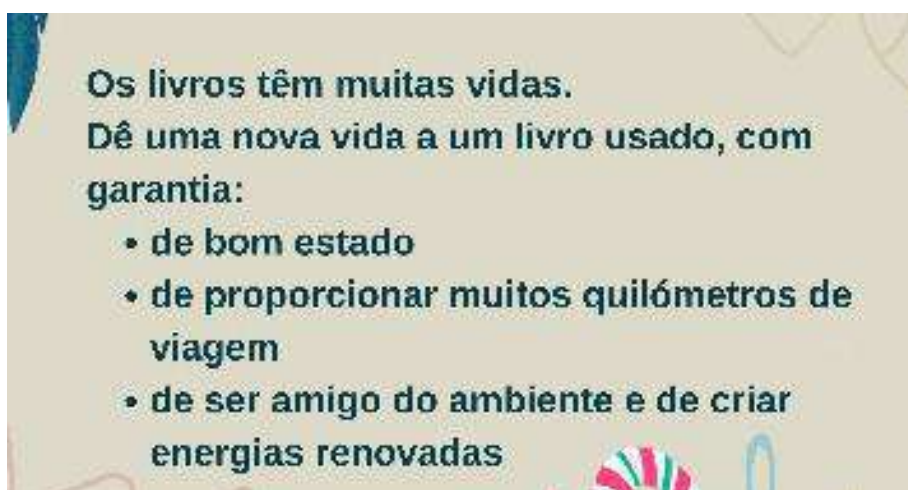 Os livros têm muitas vidas.
Dê uma nova vida a um livro usado, com
garantia:
• de bom estado
• de proporcionar muitos quilómetros de
viagem
• de ser amigo do ambiente e de criar
energias renovadas